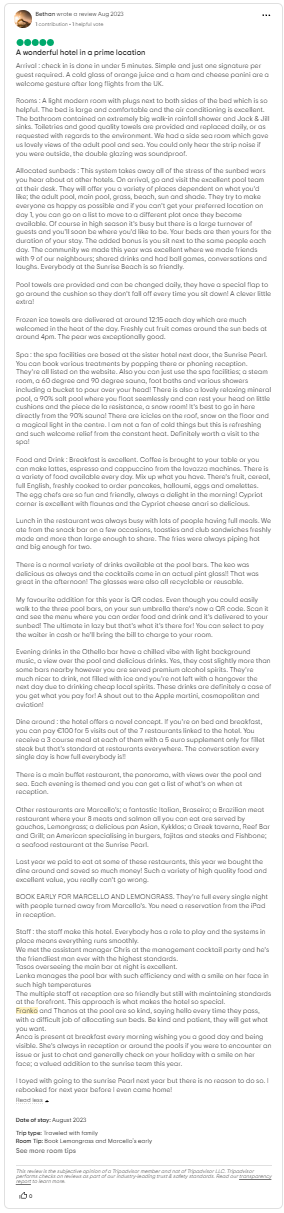 Bethan wrote a review Aug 2023
1 contribution • 1 helpful vote
A wonderful hotel in a prime location
Arrival : check in is done in under 5 minutes. Simple and just one signature per
guest required. A cold glass of orange juice and a ham and cheese panini are a
welcome gesture after long flights from the UK.
Rooms : A light modern room with plugs next to both sides of the bed which is so
helpful. The bed is large and comfortable and the air conditioning is excellent.
The bathroom contained an extremely big walk-in rainfall shower and Jack & Jill
sinks. Toiletries and good quality towels are provided and replaced daily, or as
requested with regards to the environment. We had a side sea room which gave
us lovely views of the adult pool and sea. You could only hear the strip noise if
you were outside, the double glazing was soundproof.
Allocated sunbeds : This system takes away all of the stress of the sunbed wars
you hear about at other hotels. On arrival, go and visit the excellent pool team
at their desk. They will offer you a variety of places dependent on what you'd
like; the adult pool, main pool, grass, beach, sun and shade. They try to make
everyone as happy as possible and if you can't get your preferred location on
day 1, you can go on a list to move to a different plot once they become
available. Of course in high season it's busy but there is a large turnover of
guests and you'll soon be where you'd like to be. Your beds are then yours for the
duration of your stay. The added bonus is you sit next to the same people each
day. The community we made this year was excellent where we made friends
with 9 of our neighbours; shared drinks and had ball games, conversations and
laughs. Everybody at the Sunrise Beach is so friendly.
Pool towels are provided and can be changed daily, they have a special flap to
go around the cushion so they don't fall off every time you sit down! A clever little
extra!
Frozen ice towels are delivered at around 12:15 each day which are much
welcomed in the heat of the day. Freshly cut fruit comes around the sun beds at
around 4pm. The pear was exceptionally good.
Spa : the spa facilities are based at the sister hotel next door, the Sunrise Pearl.
You can book various treatments by popping there or phoning reception.
They're all listed on the website. Also you can just use the spa facilities; a steam
room, a 60 degree and 90 degree sauna, foot baths and various showers
including a bucket to pour over your head! There is also a lovely relaxing mineral
pool, a 90% salt pool where you float seemlessly and can rest your head on little
cushions and the piece de la resistance, a snow room! It's best to go in here
directly from the 90% sauna! There are icicles on the roof, snow on the floor and
a magical light in the centre. I am not a fan of cold things but this is refreshing
and such welcome relief from the constant heat. Definitely worth a visit to the
spa!
Food and Drink : Breakfast is excellent. Coffee is brought to your table or you
can make lattes, espresso and cappuccino from the lavazza machines. There is
a variety of food available every day. Mix up what you have. There's fruit, cereal,
full English, freshly cooked to order pancakes, halloumi, eggs and omelettes.
The egg chefs are so fun and friendly, always a delight in the morning! Cypriot
corner is excellent with flaunas and the Cypriot cheese anari so delicious.
Lunch in the restaurant was always busy with lots of people having full meals. We
ate from the snack bar on a few occasions, toasties and club sandwiches freshly
made and more than large enough to share. The fries were always piping hot
and big enough for two.
There is a normal variety of drinks available at the pool bars. The keo was
delicious as always and the cocktails come in an actual pint glass!! That was
great in the afternoon! The glasses were also all recyclable or reusable.
My favourite addition for this year is QR codes. Even though you could easily
walk to the three pool bars, on your sun umbrella there's now a QR code. Scan it
and see the menu where you can order food and drink and it's delivered to your
sunbed! The ultimate in lazy but that's what it's there for! You can select to pay
the waiter in cash or he'll bring the bill to charge to your room.
Evening drinks in the Othello bar have a chilled vibe with light background
music, a view over the pool and delicious drinks. Yes, they cost slightly more than
some bars nearby however you are served premium alcohol spirits. They're
much nicer to drink, not filled with ice and you're not left with a hangover the
next day due to drinking cheap local spirits. These drinks are definitely a case of
you get what you pay for! A shout out to the Apple martini, cosmopolitan and
aviation!
Dine around : the hotel offers a novel concept. If you're an bed and breakfast,
you can pay €100 for 5 visits out of the 7 restaurants linked to the hotel. You
receive a 3 course meal at each of them with a 5 euro supplement only for fillet
steak but that's standard at restaurants everywhere. The conversation every
single day is how full everybody is!!
There is a main buffet restaurant, the panorama, with views over the pool and
sea. Each evening is themed and you can get a list of what's on when at
reception.
Other restaurants are Marcello's; a fantastic Italian, Braseiro; a Brazilian meat
restaurant where your 8 meats and salmon all you can eat are served by
gauchos, Lemongrass; a delicious pan Asian, Kykklos; a Greek taverna, Reef Bar
and Grill; an American specialising in burgers, fajitas and steaks and Fishbone;
a seafood restaurant at the Sunrise Pearl.
Last year we paid to eat at some of these restaurants, this year we bought the
dine around and saved so much money! Such a variety of high quality food and
excellent value, you really can't go wrong.
BOOK EARLY FOR MARCELLO AND LEMONGRASS. They're full every single night
with people turned away from Marcello's. You need a reservation from the iPad
in reception.
Staff : the staff make this hotel. Everybody has a role to play and the systems in
place means everything runs smoothly.
We met the assistant manager Chris at the management cocktail party and he's
the friendliest man ever with the highest standards.
Tasos overseeing the main bar at night is excellent.
Lenka manages the pool bar with such efficiency and with a smile on her face in
such high temperatures
The multiple staff at reception are so friendly but still with maintaining standards
at the forefront. This approach is what makes the hotel so special.
Franko and Thanos at the pool are so kind, saying hello every time they pass,
with a difficult job of allocating sun beds. Be kind and patient, they will get what
you want.
Anca is present at breakfast every morning wishing you a good day and being
visible. She's always in reception or around the pools if you were to encounter an
issue or just to chat and generally check on your holiday with a smile on her
face; a valued addition to the sunrise team this year.
I toyed with going to the sunrise Pearl next year but there is no reason to do so. I
rebooked for next year before I even came home!
Read less
Date of stay: August 2023
Trip type: Traveled with family
Room Tip: Book Lemongrass and Marcello's early
See more room tips
This review is the subjective opinion of a Tripadvisor member and not of Tripadvisor LLC. Tripadvisor
performs checks on reviews as part of our industry-leading trust & safety standards. Read our transparency
report to learn more.
0